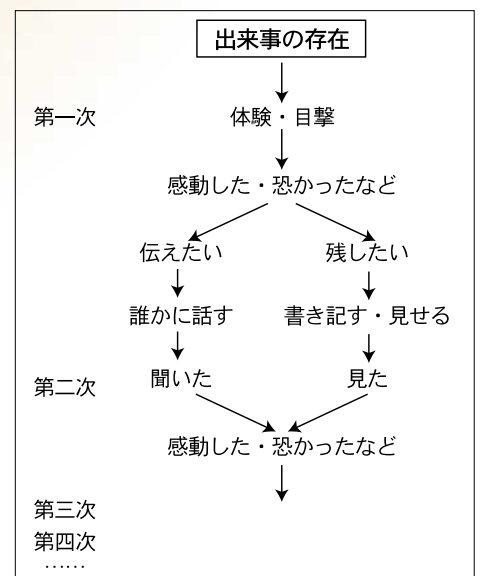 出来事の存在
第一次 体験・目撃
感動した・恐かったなど
伝えたい 残したい
誰かに話す 書き記す・見せる
第二次 聞いた 見た
感動した・恐かったなど
第三次
第四次
……